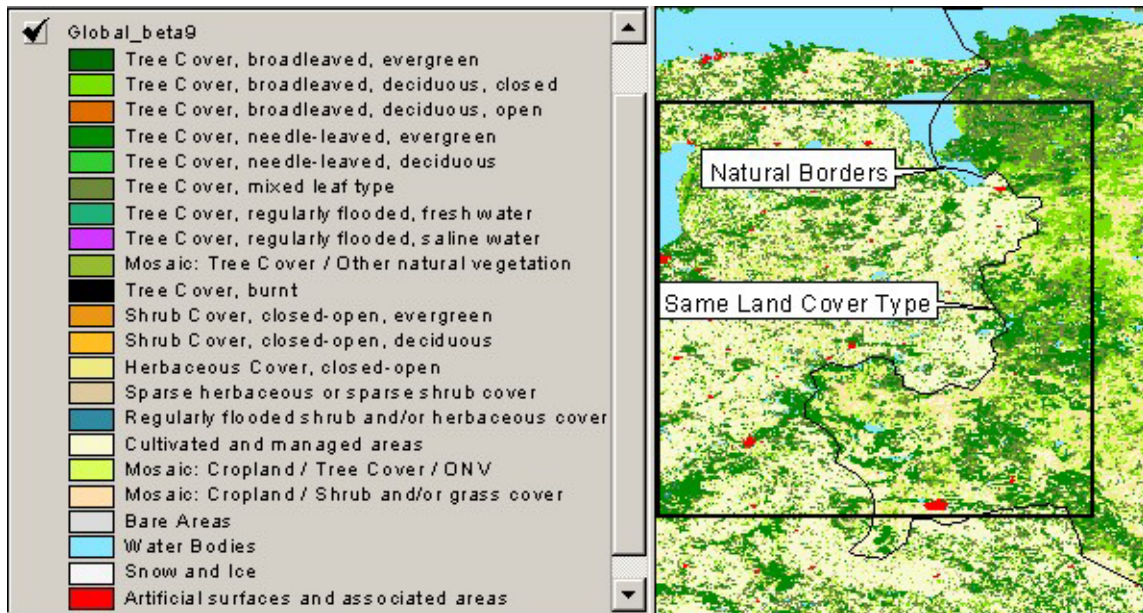 Global_beta9
Tree Cover, broadleaved, evergreen
Tree Cover, broadleaved, deciduous, closed
Tree Cover, broadleaved, deciduous, open
Tree Cover, needle-leaved, evergreen
Tree Cover, needle-leaved, deciduous
Tree Cover, mixed leaf type
Tree Cover, regularly flooded, fresh water
Tree Cover, regularly flooded, saline water
Mosaic: Tree Cover / Other natural vegetation
Tree Cover, burnt
Shrub Cover, closed-open, evergreen
Shrub Cover, closed-open, deciduous
Herbaceous Cover, closed-open
Sparse herbaceous or sparse shrub cover
Regularly flooded shrub and/or herbaceous cover
Cultivated and managed areas
Mosaic: Cropland / Tree Cover / ONV
Mosaic: Cropland / Shrub and/or grass cover
Bare Areas
Water Bodies
Snow and Ice
Artificial surfaces and associated areas
Natural Borders
Same Land Cover Type